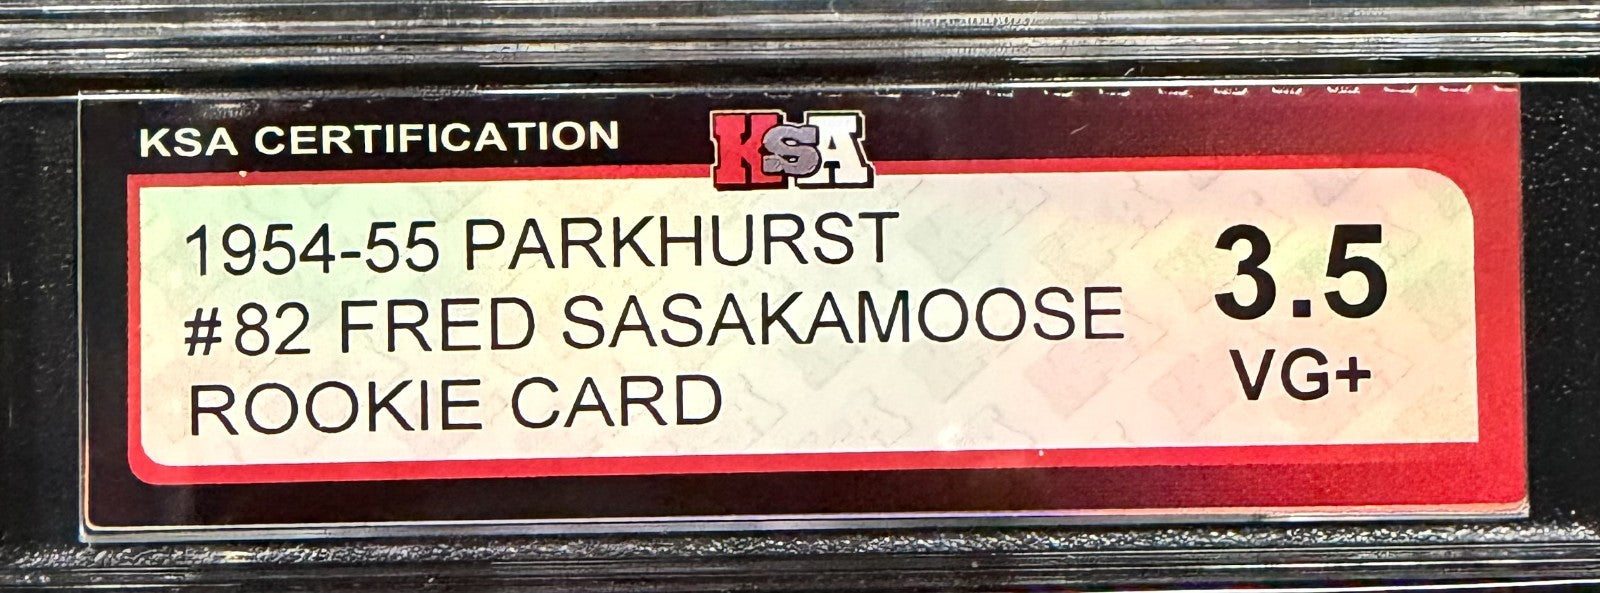 KSA CERTIFICATION
KSA
1954-55 PARKHURST
#82 FRED SASAKAMOOSE
ROOKIE CARD
3.5
VG+